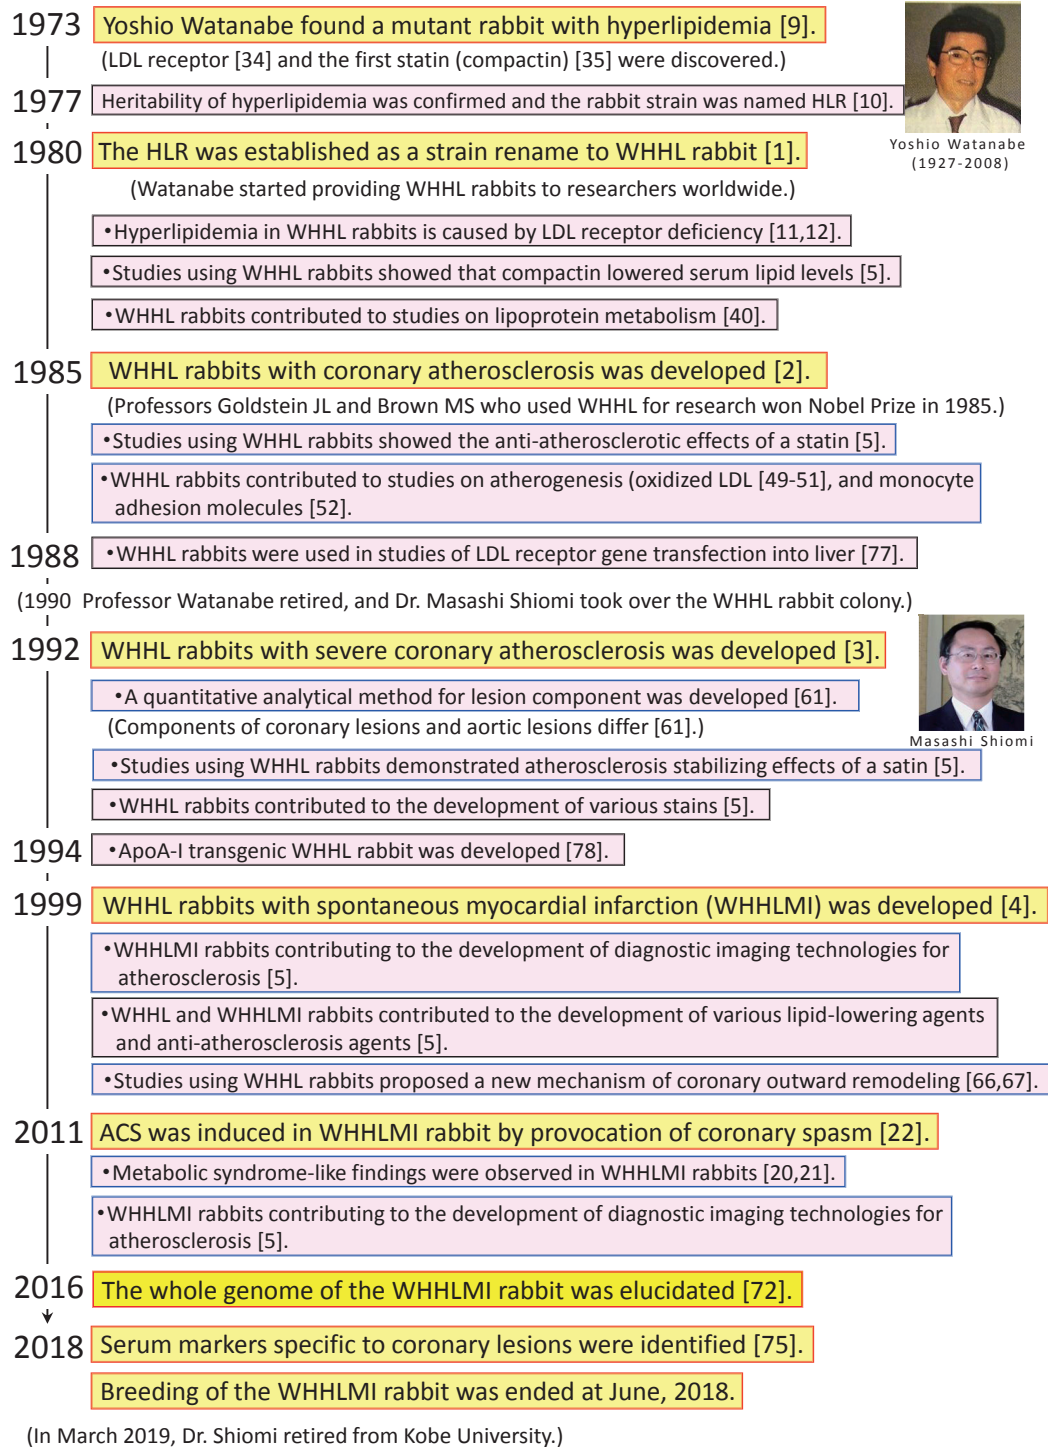 1973 Yoshio Watanabe found a mutant rabbit with hyperlipidemia [9].
(LDL receptor [34] and the first statin (compactin) [35] were discovered.)
1977 Heritability of hyperlipidemia was confirmed and the rabbit strain was named HLR [10].
Yoshio Watanabe
(1927-2008)
1980 The HLR was established as a strain rename to WHHL rabbit [1].
(Watanabe started providing WHHL rabbits to researchers worldwide.)
•Hyperlipidemia in WHHL rabbits is caused by LDL receptor deficiency [11,12].
•Studies using WHHL rabbits showed that compactin lowered serum lipid levels [5].
•WHHL rabbits contributed to studies on lipoprotein metabolism [40].
1985 WHHL rabbits with coronary atherosclerosis was developed [2].
(Professors Goldstein JL and Brown MS who used WHHL for research won Nobel Prize in 1985.)
•Studies using WHHL rabbits showed the anti-atherosclerotic effects of a statin [5].
•WHHL rabbits contributed to studies on atherogenesis (oxidized LDL [49-51], and monocyte
adhesion molecules [52].
1988 •WHHL rabbits were used in studies of LDL receptor gene transfection into liver [77].
(1990 Professor Watanabe retired, and Dr. Masashi Shiomi took over the WHHL rabbit colony.)
1992 WHHL rabbits with severe coronary atherosclerosis was developed [3].
•A quantitative analytical method for lesion component was developed [61].
(Components of coronary lesions and aortic lesions differ [61].)
Masashi Shiomi
•Studies using WHHL rabbits demonstrated atherosclerosis stabilizing effects of a satin [5].
•WHHL rabbits contributed to the development of various stains [5].
1994 •ApoA-I transgenic WHHL rabbit was developed [78].
1999 WHHL rabbits with spontaneous myocardial infarction (WHHLMI) was developed [4].
•WHHLMI rabbits contributing to the development of diagnostic imaging technologies for
atherosclerosis [5].
•WHHL and WHHLMI rabbits contributed to the development of various lipid-lowering agents
and anti-atherosclerosis agents [5].
•Studies using WHHL rabbits proposed a new mechanism of coronary outward remodeling [66,67].
2011 ACS was induced in WHHLMI rabbit by provocation of coronary spasm [22].
•Metabolic syndrome-like findings were observed in WHHLMI rabbits [20,21].
•WHHLMI rabbits contributing to the development of diagnostic imaging technologies for
atherosclerosis [5].
2016 The whole genome of the WHHLMI rabbit was elucidated [72].
2018 Serum markers specific to coronary lesions were identified [75].
Breeding of the WHHLMI rabbit was ended at June, 2018.
(In March 2019, Dr. Shiomi retired from Kobe University.)